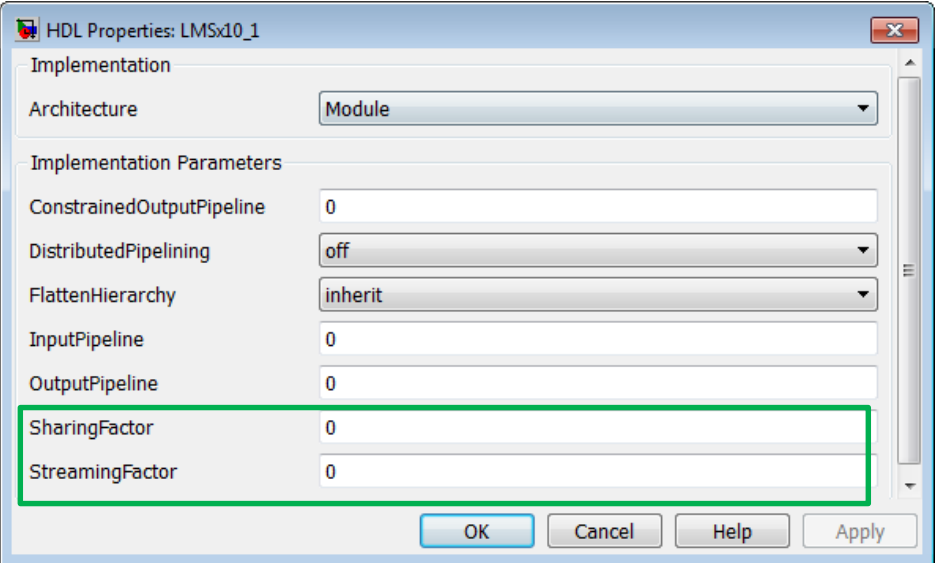 HDL Properties: LMSx10_1
Implementation
Architecture Module
Implementation Parameters
ConstrainedOutputPipeline 0
DistributedPipelining off
FlattenHierarchy inherit
InputPipeline 0
OutputPipeline 0
SharingFactor 0
StreamingFactor 0
OK Cancel Help Apply